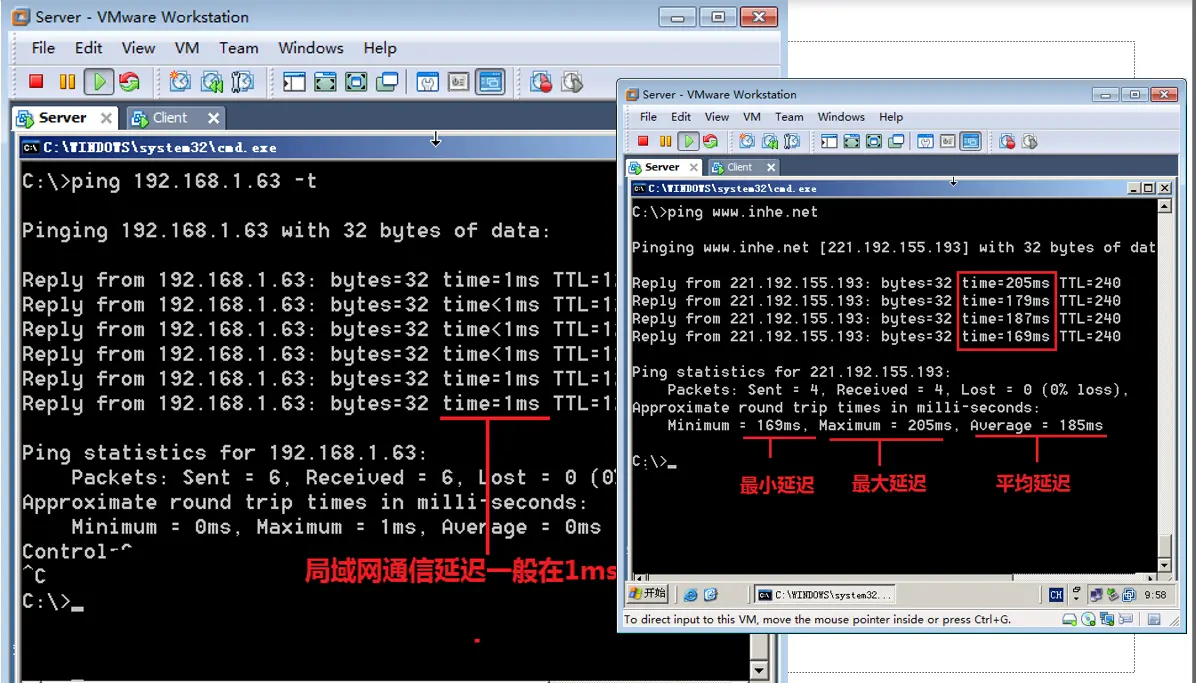 Server - VMware Workstation
File Edit View VM Team Windows Help
Server Client
C:\WINDOWS\system32\cmd.exe
C:\>ping 192.168.1.63 -t
Pinging 192.168.1.63 with 32 bytes of data:
Reply from 192.168.1.63: bytes=32 time=1ms TTL=1
Reply from 192.168.1.63: bytes=32 time<1ms TTL=1
Reply from 192.168.1.63: bytes=32 time<1ms TTL=1
Reply from 192.168.1.63: bytes=32 time<1ms TTL=1
Reply from 192.168.1.63: bytes=32 time=1ms TTL=1
Reply from 192.168.1.63: bytes=32 time=1ms TTL=1
Ping statistics for 192.168.1.63:
Packets: Sent = 6, Received = 6, Lost = 0 (0
Approximate round trip times in milli-seconds:
Minimum = 0ms, Maximum = 1ms, Average = 0ms
Control-^
^C
局域网通信延迟一般在1ms
C:\>_
Server - VMware Workstation
File Edit View VM Team Windows Help
Server Client
C:\WINDOWS\system32\cmd.exe
C:\>ping www.inhe.net
Pinging www.inhe.net [221.192.155.193] with 32 bytes of dat
Reply from 221.192.155.193: bytes=32 time=205ms TTL=240
Reply from 221.192.155.193: bytes=32 time=179ms TTL=240
Reply from 221.192.155.193: bytes=32 time=187ms TTL=240
Reply from 221.192.155.193: bytes=32 time=169ms TTL=240
Ping statistics for 221.192.155.193:
Packets: Sent = 4, Received = 4, Lost = 0 (0% loss),
Approximate round trip times in milli-seconds:
Minimum = 169ms, Maximum = 205ms, Average = 185ms
C:\>_
最小延迟 最大延迟 平均延迟
开始 C:\WINDOWS\system32... CH 9:58
To direct input to this VM, move the mouse pointer inside or press Ctrl+G.